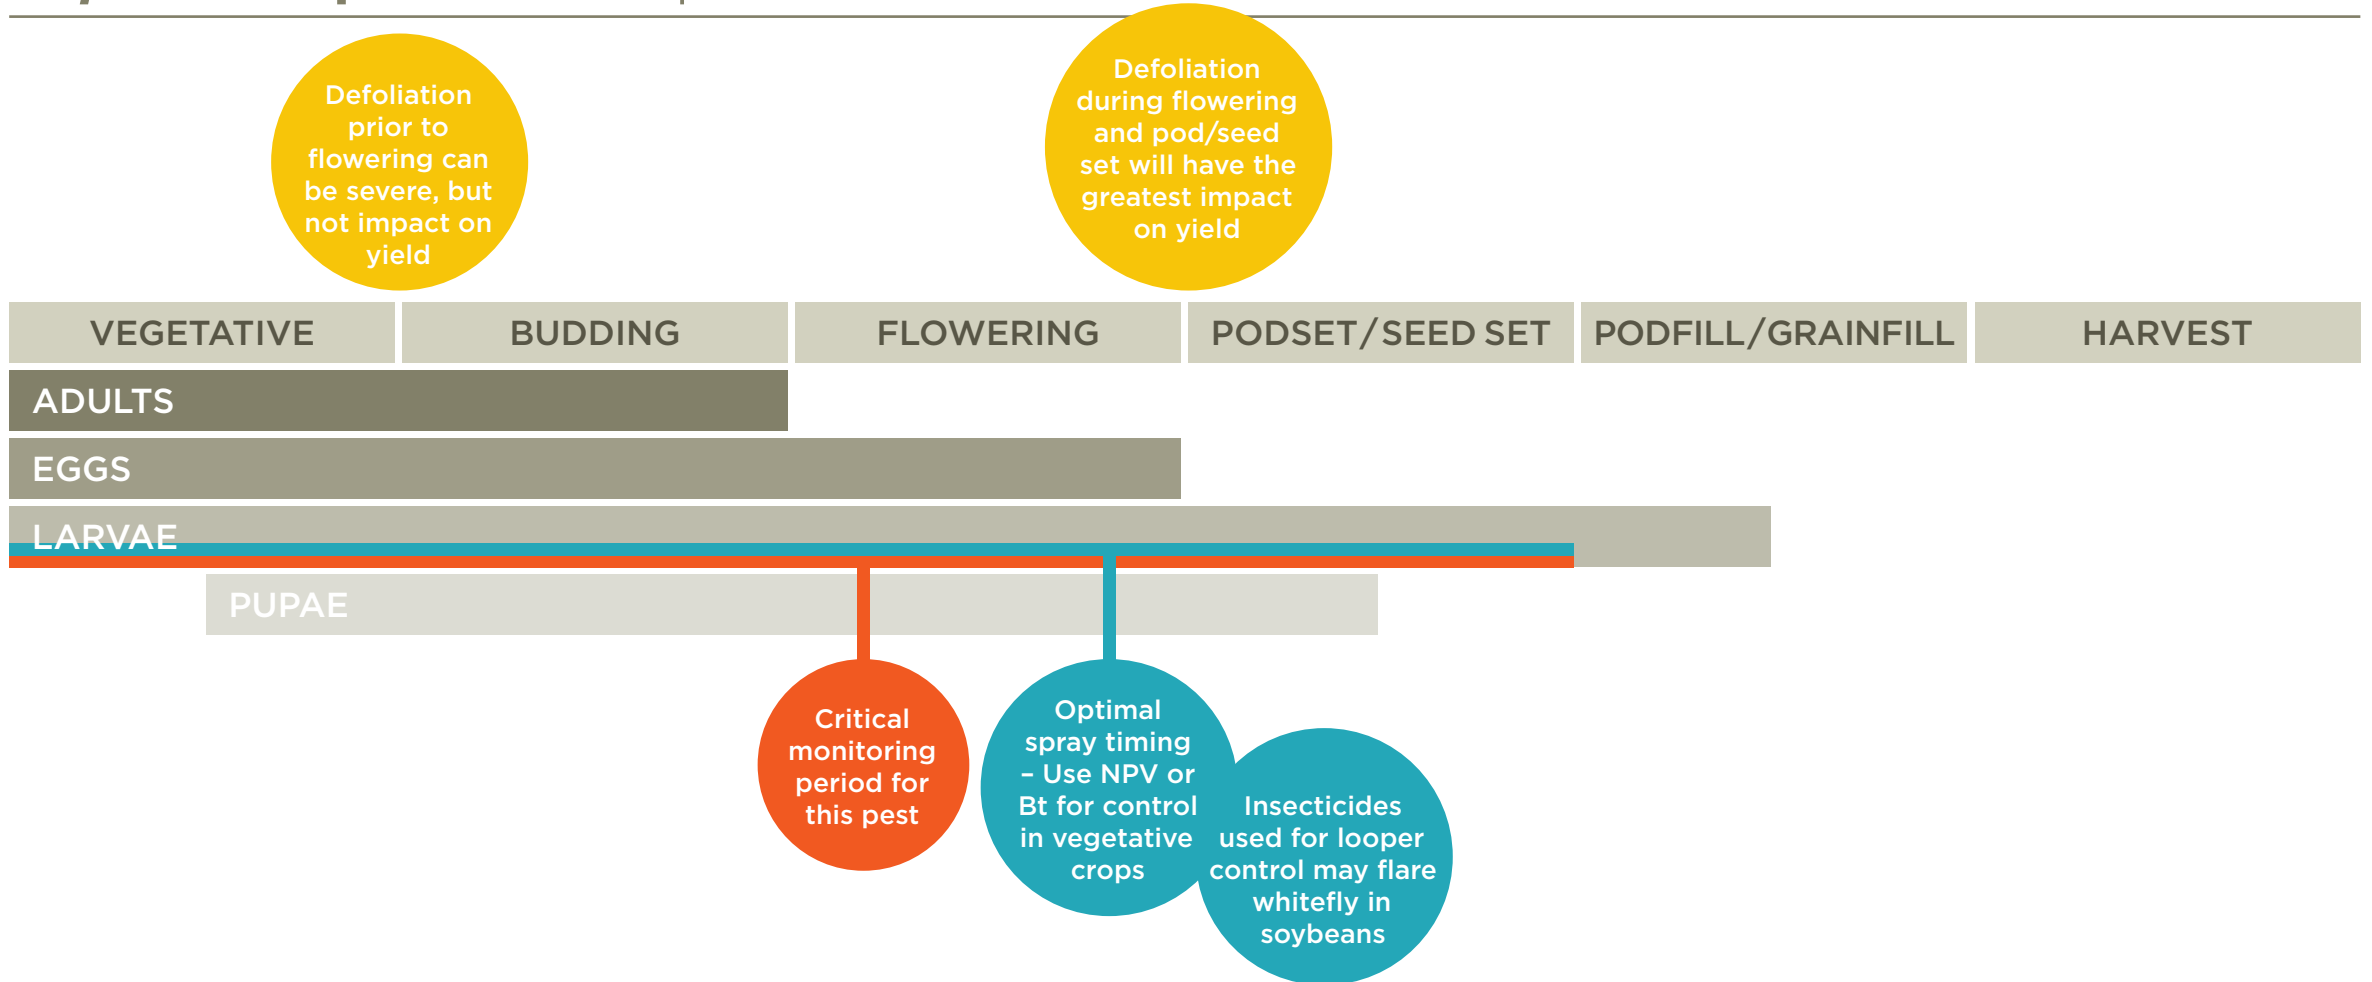 Defoliation
prior to
flowering can
be severe, but
not impact on
yield
Defoliation
during flowering
and pod/seed
set will have the
greatest impact
on yield
VEGETATIVE
BUDDING
FLOWERING
PODSET/SEED SET
PODFILL/GRAINFILL
HARVEST
ADULTS
EGGS
LARVAE
PUPAE
Critical
monitoring
period for
this pest
Optimal
spray timing
– Use NPV or
Bt for control
in vegetative
crops
Insecticides
used for looper
control may flare
whitefly in
soybeans